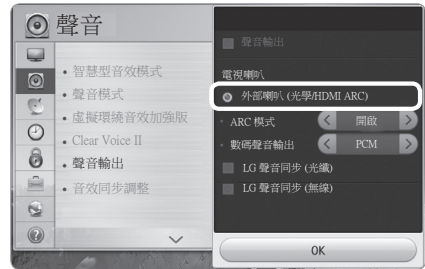 聲音
智慧型音效模式
聲音模式
虛擬環繞音效加強版
Clear Voice II
聲音輸出
音效同步調整
聲音輸出
電視喇叭
外部喇叭 (光學/HDMI ARC)
ARC 模式
開啟
數碼聲音輸出
PCM
LG 聲音同步 (光纖)
LG 聲音同步 (無線)
OK